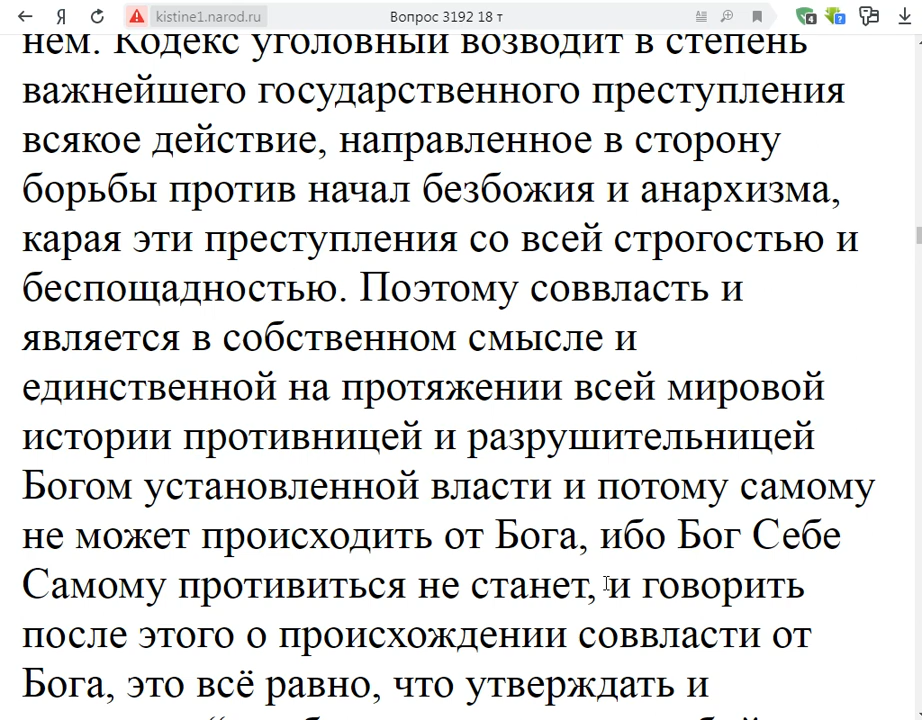 Я
kistine1.narod.ru
Вопрос 3192 18 т
4
?
нем. Кодекс уголовный возводит в степень
важнейшего государственного преступления
всякое действие, направленное в сторону
борьбы против начал безбожия и анархизма,
карая эти преступления со всей строгостью и
беспощадностью. Поэтому соввласть и
является в собственном смысле и
единственной на протяжении всей мировой
истории противницей и разрушительницей
Богом установленной власти и потому самому
не может происходить от Бога, ибо Бог Себе
Самому противиться не станет, и говорить
после этого о происхождении соввласти от
Бога, это всё равно, что утверждать и